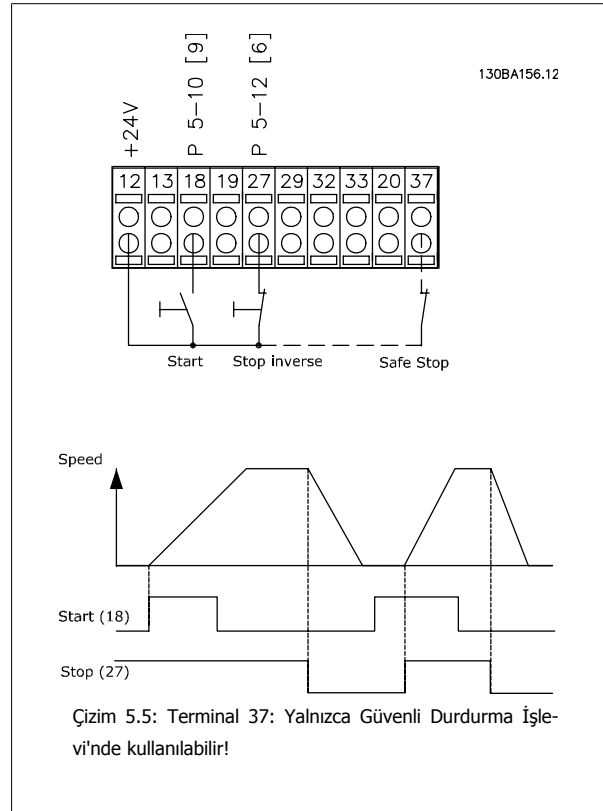 130BA156.12
+24V
P 5-10 [9]
P 5-12 [6]
12 13 18 19 27 29 32 33 20 37
Start Stop inverse Safe Stop
Speed
Start (18)
Stop (27)
Çizim 5.5: Terminal 37: Yalnızca Güvenli Durdurma İşle-
vi'nde kullanılabilir!